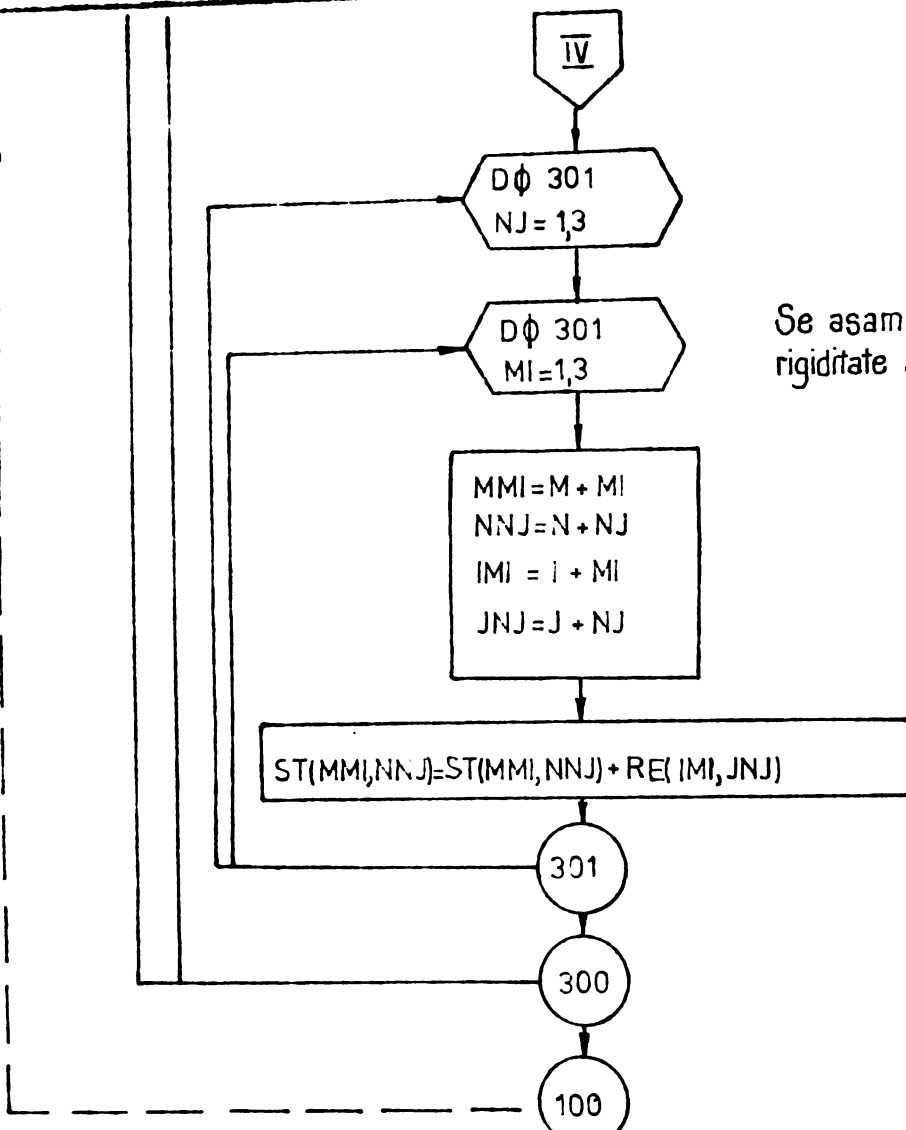 IV
DΦ 301
NJ = 1,3
DΦ 301
MI = 1,3
Se asam
rigiditate
MMI = M + MI
NNJ = N + NJ
IMI = I + MI
JNJ = J + NJ
ST(MMI,NNJ)=ST(MMI,NNJ)+RE(IMI,JNJ)
301
300
100